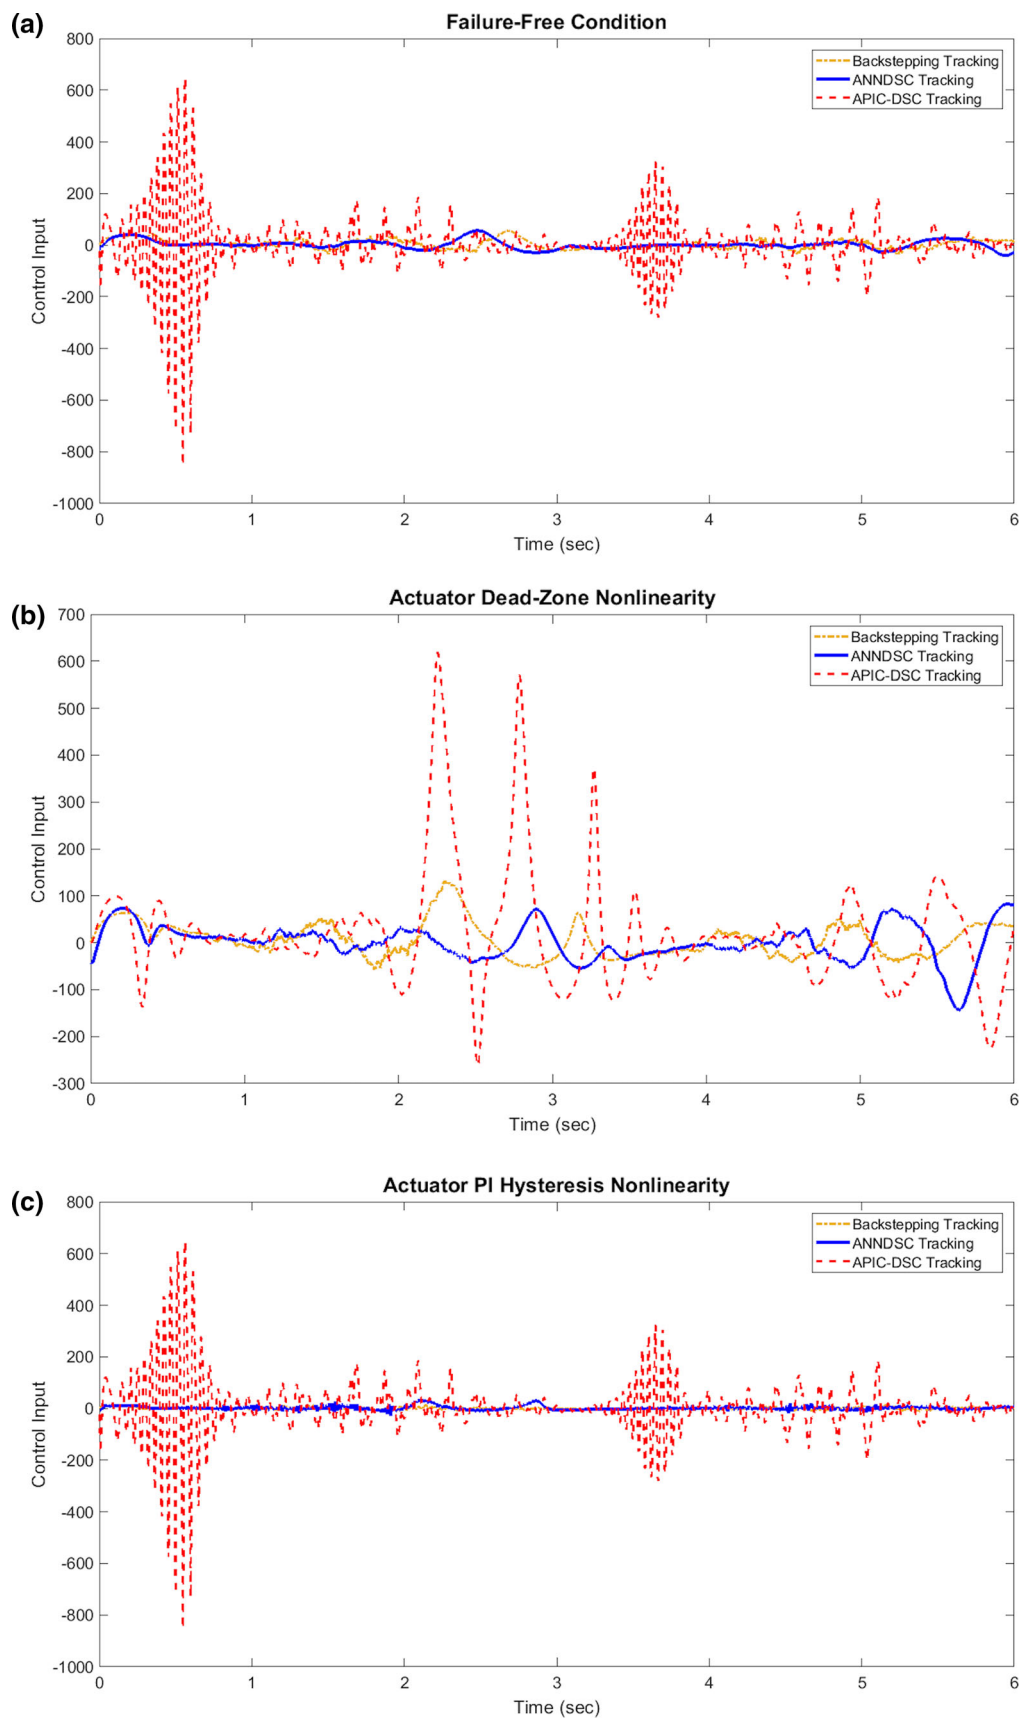 (a)
Failure-Free Condition
800
600
400
200
0
-200
-400
-600
-800
-1000
Control Input
Backstepping Tracking
ANNDSC Tracking
APIC-DSC Tracking
0 1 2 3 4 5 6
Time (sec)
(b)
Actuator Dead-Zone Nonlinearity
700
600
500
400
300
200
100
0
-100
-200
-300
Control Input
Backstepping Tracking
ANNDSC Tracking
APIC-DSC Tracking
0 1 2 3 4 5 6
Time (sec)
(c)
Actuator PI Hysteresis Nonlinearity
800
600
400
200
0
-200
-400
-600
-800
-1000
Control Input
Backstepping Tracking
ANNDSC Tracking
APIC-DSC Tracking
0 1 2 3 4 5 6
Time (sec)